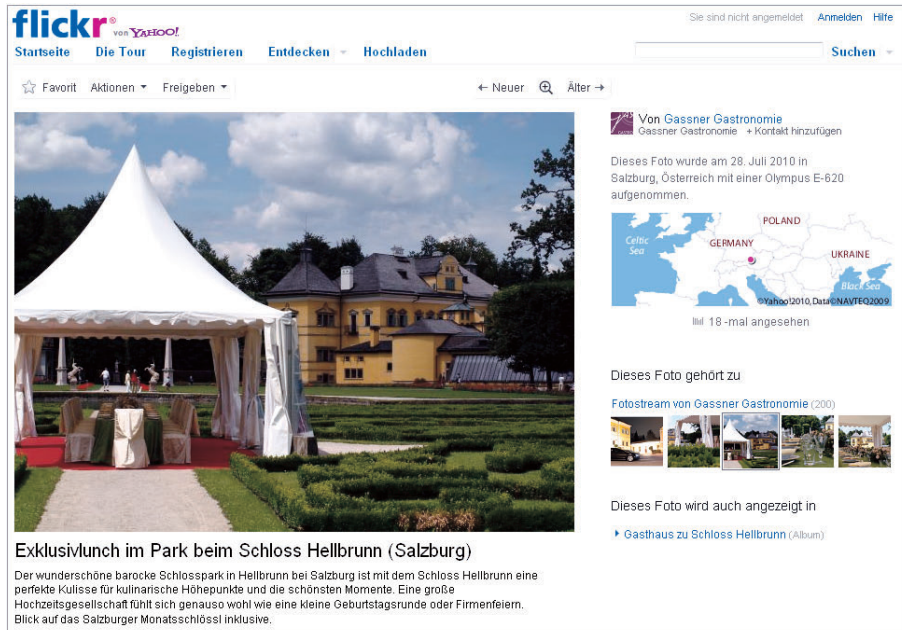 flickr® von YAHOO!
Sie sind nicht angemeldet Anmelden Hilfe
Startseite Die Tour Registrieren Entdecken Hochladen
Suchen
Favorit Aktionen Freigeben
← Neuer Älter →
Von Gassner Gastronomie
Gassner Gastronomie + Kontakt hinzufügen
Dieses Foto wurde am 28. Juli 2010 in
Salzburg, Österreich mit einer Olympus E-620
aufgenommen.
POLAND
Celtic
Sea
GERMANY
UKRAINE
Black Sea
©Yahoo!2010, Data©NAVTEQ2009
18-mal angesehen
Dieses Foto gehört zu
Fotostream von Gassner Gastronomie (200)
Dieses Foto wird auch angezeigt in
Gasthaus zu Schloss Hellbrunn (Album)
Exklusivlunch im Park beim Schloss Hellbrunn (Salzburg)
Der wunderschöne barocke Schlosspark in Hellbrunn bei Salzburg ist mit dem Schloss Hellbrunn eine
perfekte Kulisse für kulinarische Höhepunkte und die schönsten Momente. Eine große
Hochzeitsgesellschaft fühlt sich genauso wohl wie eine kleine Geburtstagsrunde oder Firmenfeiern.
Blick auf das Salzburger Monatsschlössl inklusive.